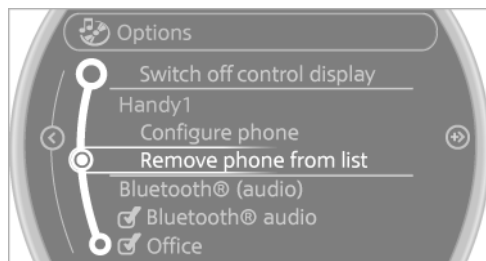 Options
Switch off control display
Handy1
Configure phone
Remove phone from list
Bluetooth® (audio)
Bluetooth® audio
Office